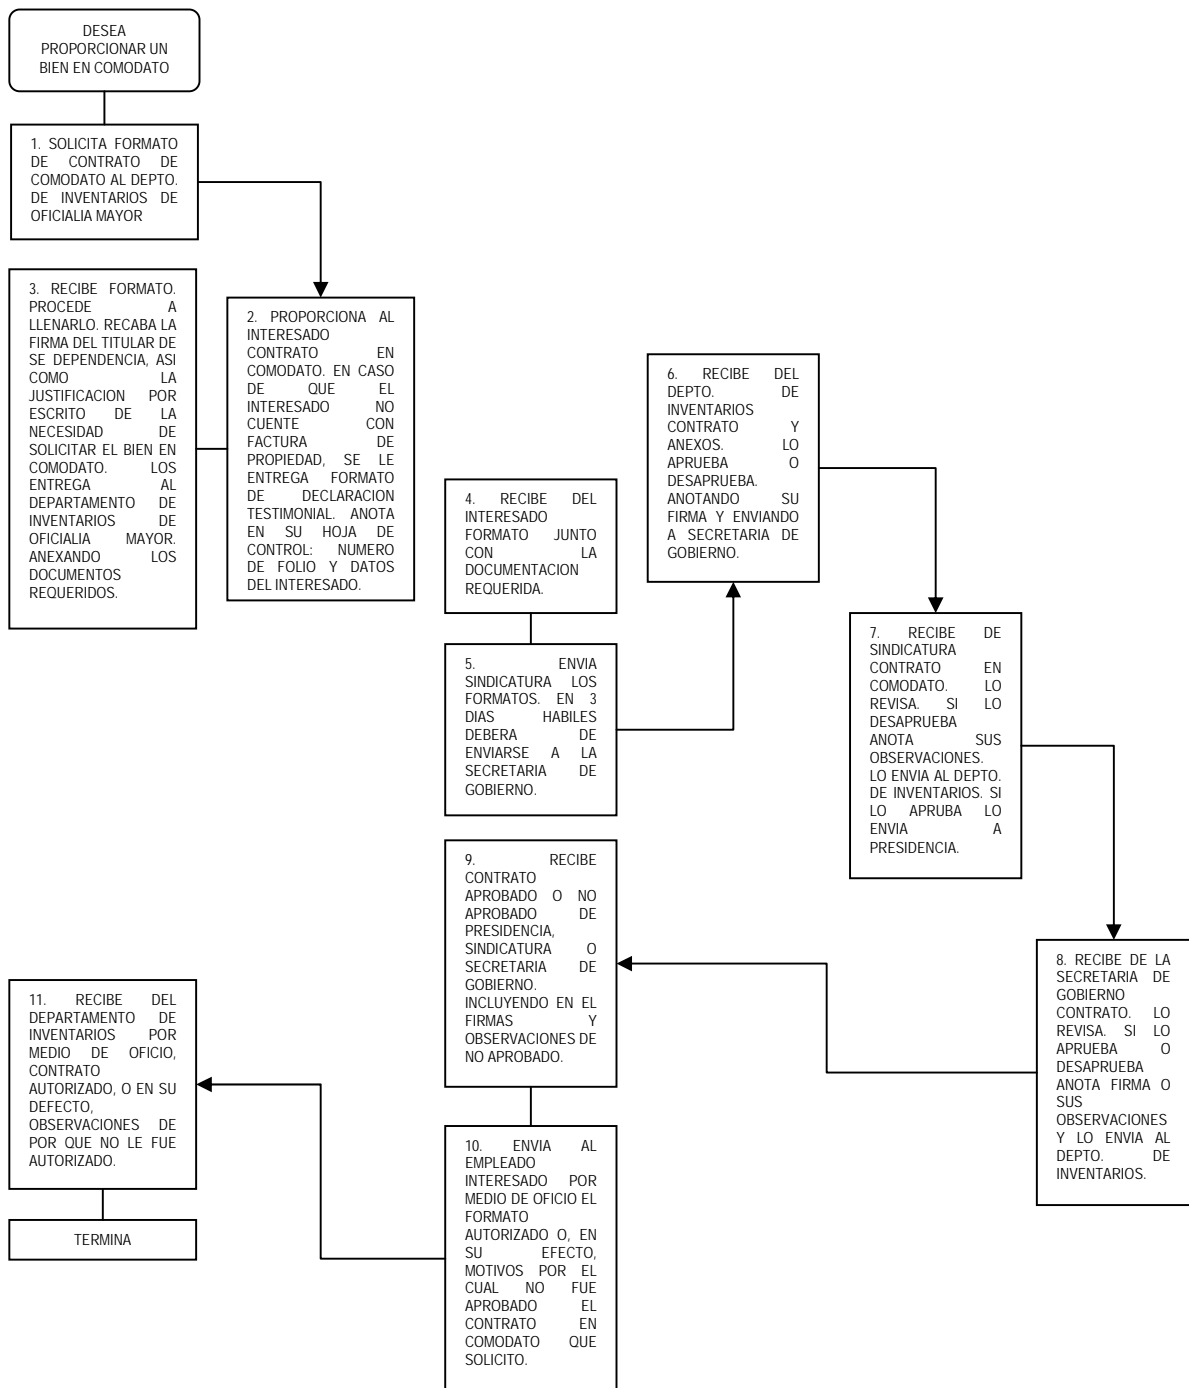 DESEA
PROPORCIONAR UN
BIEN EN COMODATO
1. SOLICITA FORMATO
DE CONTRATO DE
COMODATO AL DEPTO.
DE INVENTARIOS DE
OFICIALIA MAYOR
2. PROPORCIONA AL
INTERESADO
CONTRATO EN
COMODATO. EN CASO
DE QUE EL
INTERESADO NO
CUENTE CON
FACTURA DE
PROPIEDAD, SE LE
ENTREGA FORMATO
DE DECLARACION
TESTIMONIAL. ANOTA
EN SU HOJA DE
CONTROL: NUMERO
DE FOLIO Y DATOS
DEL INTERESADO.
3. RECIBE FORMATO.
PROCEDE A
LLENARLO. RECABA LA
FIRMA DEL TITULAR DE
SE DEPENDENCIA, ASI
COMO LA
JUSTIFICACION POR
ESCRITO DE LA
NECESIDAD DE
SOLICITAR EL BIEN EN
COMODATO. LOS
ENTREGA AL
DEPARTAMENTO DE
INVENTARIOS DE
OFICIALIA MAYOR.
ANEXANDO LOS
DOCUMENTOS
REQUERIDOS.
4. RECIBE DEL
INTERESADO
FORMATO JUNTO
CON LA
DOCUMENTACION
REQUERIDA.
5. ENVIA
SINDICATURA LOS
FORMATOS. EN 3
DIAS HABILES
DEBERA DE
ENVIARSE A LA
SECRETARIA DE
GOBIERNO.
6. RECIBE DEL
DEPTO. DE
INVENTARIOS
CONTRATO Y
ANEXOS. LO
APRUEBA O
DESAPRUEBA.
ANOTANDO SU
FIRMA Y ENVIANDO
A SECRETARIA DE
GOBIERNO.
7. RECIBE DE
SINDICATURA
CONTRATO EN
COMODATO. LO
REVISA. SI LO
DESAPRUEBA
ANOTA SUS
OBSERVACIONES.
LO ENVIA AL DEPTO.
DE INVENTARIOS. SI
LO APRUBA LO
ENVIA A
PRESIDENCIA.
8. RECIBE DE LA
SECRETARIA DE
GOBIERNO
CONTRATO. LO
REVISA. SI LO
APRUEBA O
DESAPRUEBA
ANOTA FIRMA O
SUS
OBSERVACIONES
Y LO ENVIA AL
DEPTO. DE
INVENTARIOS.
9. RECIBE
CONTRATO
APROBADO O NO
APROBADO DE
PRESIDENCIA,
SINDICATURA O
SECRETARIA DE
GOBIERNO.
INCLUYENDO EN EL
FIRMAS Y
OBSERVACIONES DE
NO APROBADO.
10. ENVIA AL
EMPLEADO
INTERESADO POR
MEDIO DE OFICIO EL
FORMATO
AUTORIZADO O, EN
SU EFECTO,
MOTIVOS POR EL
CUAL NO FUE
APROBADO EL
CONTRATO EN
COMODATO QUE
SOLICITO.
11. RECIBE DEL
DEPARTAMENTO DE
INVENTARIOS POR
MEDIO DE OFICIO,
CONTRATO
AUTORIZADO, O EN SU
DEFECTO,
OBSERVACIONES DE
POR QUE NO LE FUE
AUTORIZADO.
TERMINA